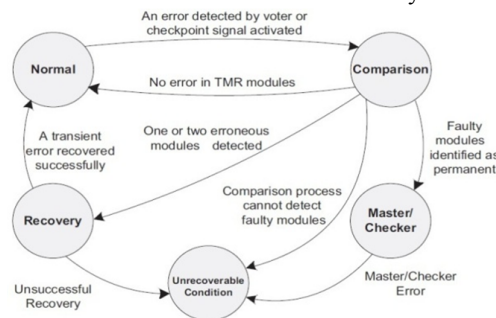 An error detected by voter or
checkpoint signal activated
Normal
Comparison
No error in TMR modules
A transient
error recovered
successfully
One or two erroneous
modules detected
Faulty
modules
identified as
permanent
Comparison process
cannot detect
faulty modules
Recovery
Master/
Checker
Unsuccessful
Recovery
Unrecoverable
Condition
Master/Checker
Error